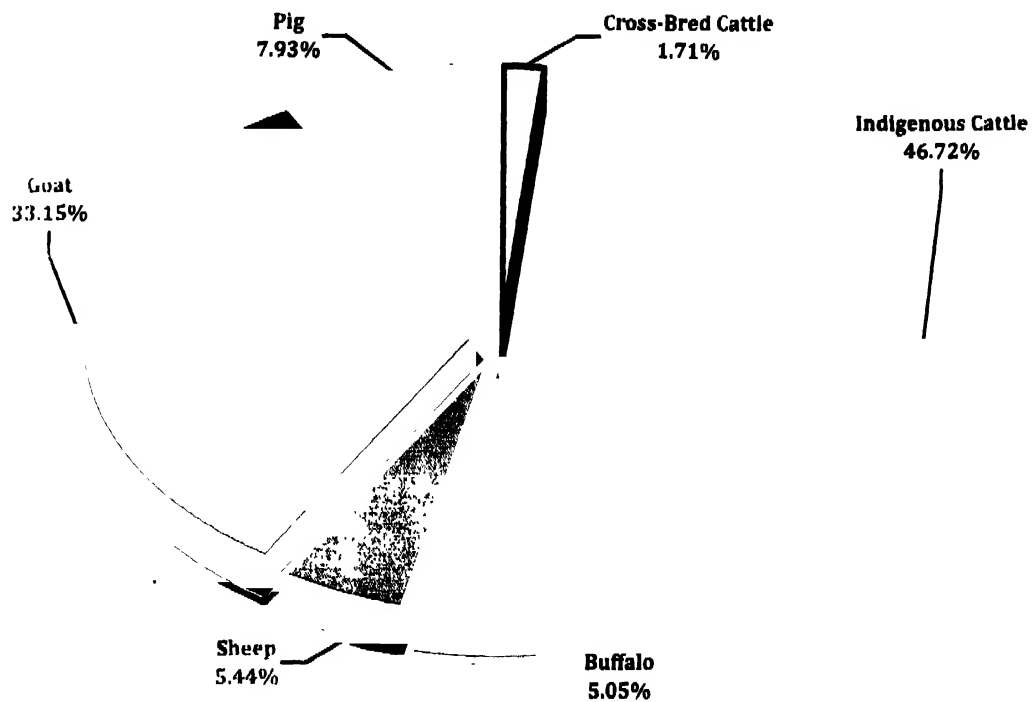 Pig
7.93%
Cross-Bred Cattle
1.71%
Indigenous Cattle
46.72%
Goat
33.15%
Sheep
5.44%
Buffalo
5.05%